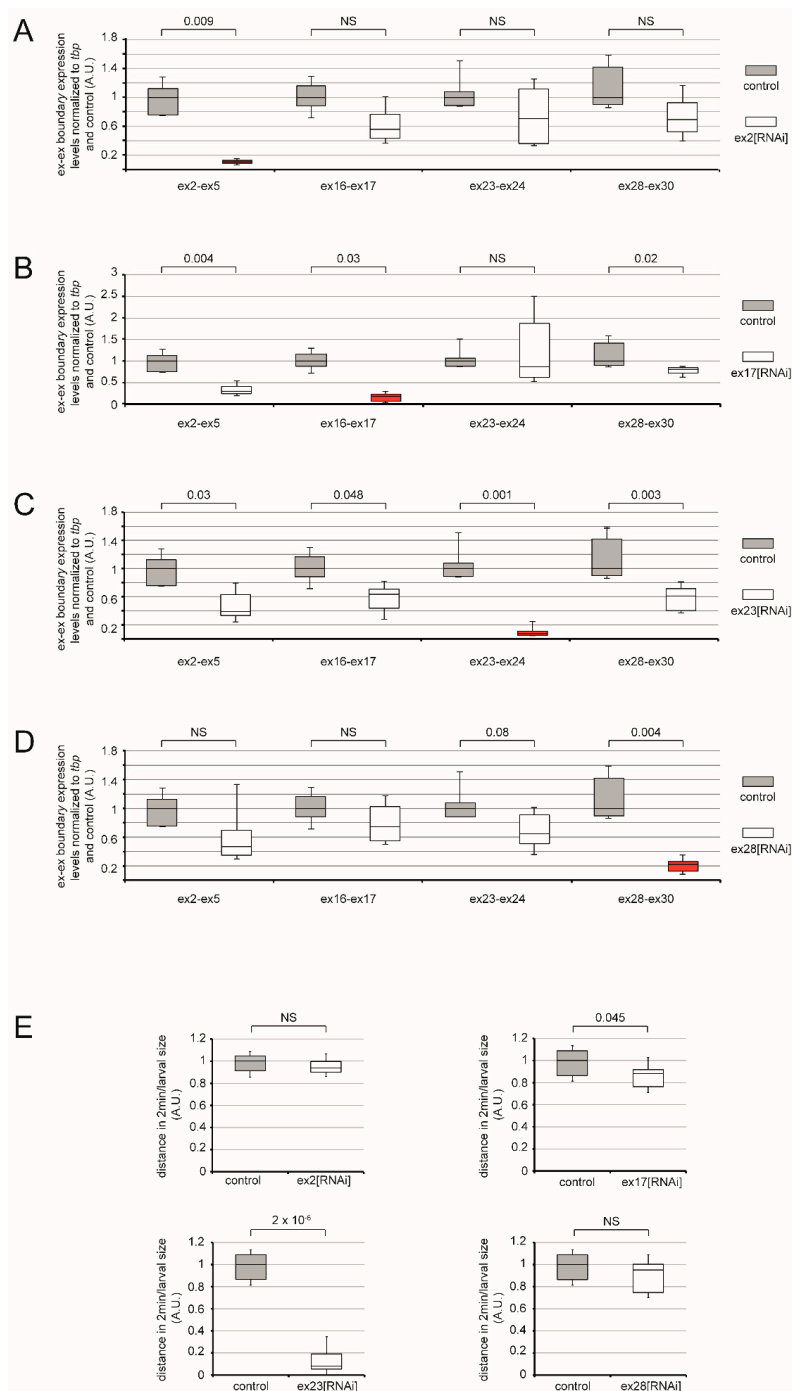 A
0.009
NS
NS
NS
ex-ex boundary expression
levels normalized to tbp
and control (A.U.)
1.8
1.4
1
0.6
0.2
ex2-ex5
ex16-ex17
ex23-ex24
ex28-ex30
control
ex2[RNAi]
B
0.004
0.03
NS
0.02
ex-ex boundary expression
levels normalized to tbp
and control (A.U.)
3
2.5
2
1.5
1
0.5
0
ex2-ex5
ex16-ex17
ex23-ex24
ex28-ex30
control
ex17[RNAi]
C
0.03
0.048
0.001
0.003
ex-ex boundary expression
levels normalized to tbp
and control (A.U.)
1.8
1.4
1
0.6
0.2
ex2-ex5
ex16-ex17
ex23-ex24
ex28-ex30
control
ex23[RNAi]
D
NS
NS
0.08
0.004
ex-ex boundary expression
levels normalized to tbp
and control (A.U.)
1.8
1.4
1
0.6
0.2
ex2-ex5
ex16-ex17
ex23-ex24
ex28-ex30
control
ex28[RNAi]
E
NS
distance in 2min/larval size
(A.U.)
1.2
1
0.8
0.6
0.4
0.2
0
control
ex2[RNAi]
0.045
distance in 2min/larval size
(A.U.)
1.2
1
0.8
0.6
0.4
0.2
0
control
ex17[RNAi]
2 x 10⁻⁶
distance in 2min/larval size
(A.U.)
1.2
1
0.8
0.6
0.4
0.2
0
control
ex23[RNAi]
NS
distance in 2min/larval size
(A.U.)
1.2
1
0.8
0.6
0.4
0.2
0
control
ex28[RNAi]